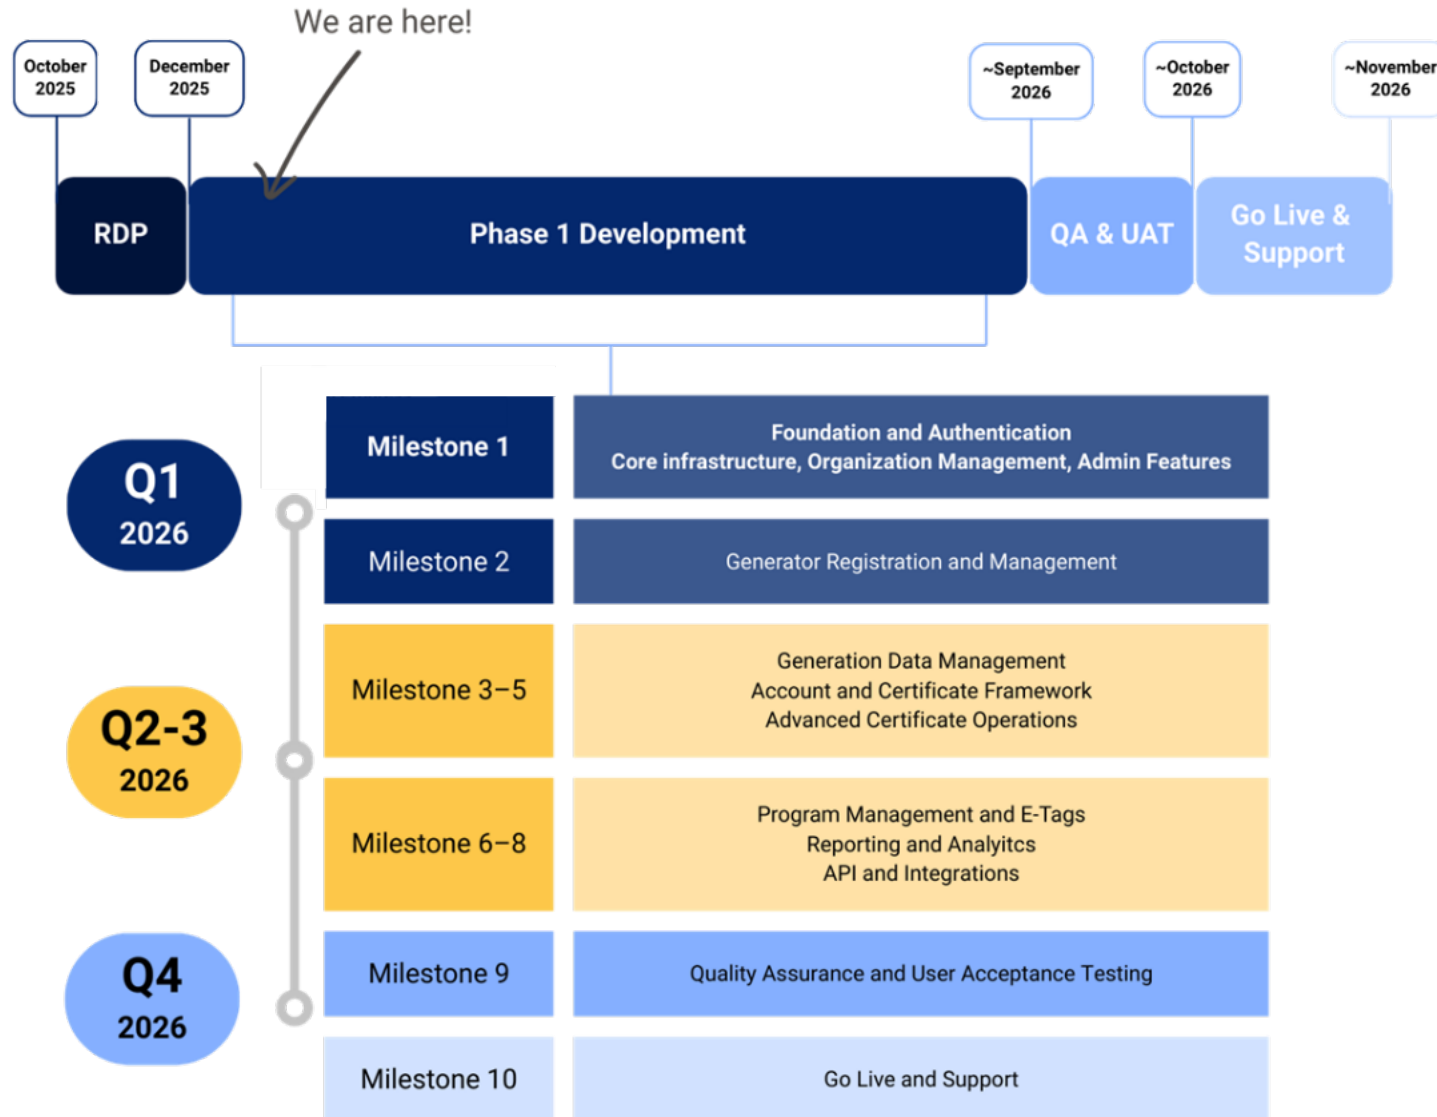 We are here!
October
2025
December
2025
~September
2026
~October
2026
~November
2026
RDP
Phase 1 Development
QA & UAT
Go Live &
Support
Q1
2026
Milestone 1
Foundation and Authentication
Core infrastructure, Organization Management, Admin Features
Milestone 2
Generator Registration and Management
Q2-3
2026
Milestone 3–5
Generation Data Management
Account and Certificate Framework
Advanced Certificate Operations
Milestone 6–8
Program Management and E-Tags
Reporting and Analyitcs
API and Integrations
Q4
2026
Milestone 9
Quality Assurance and User Acceptance Testing
Milestone 10
Go Live and Support